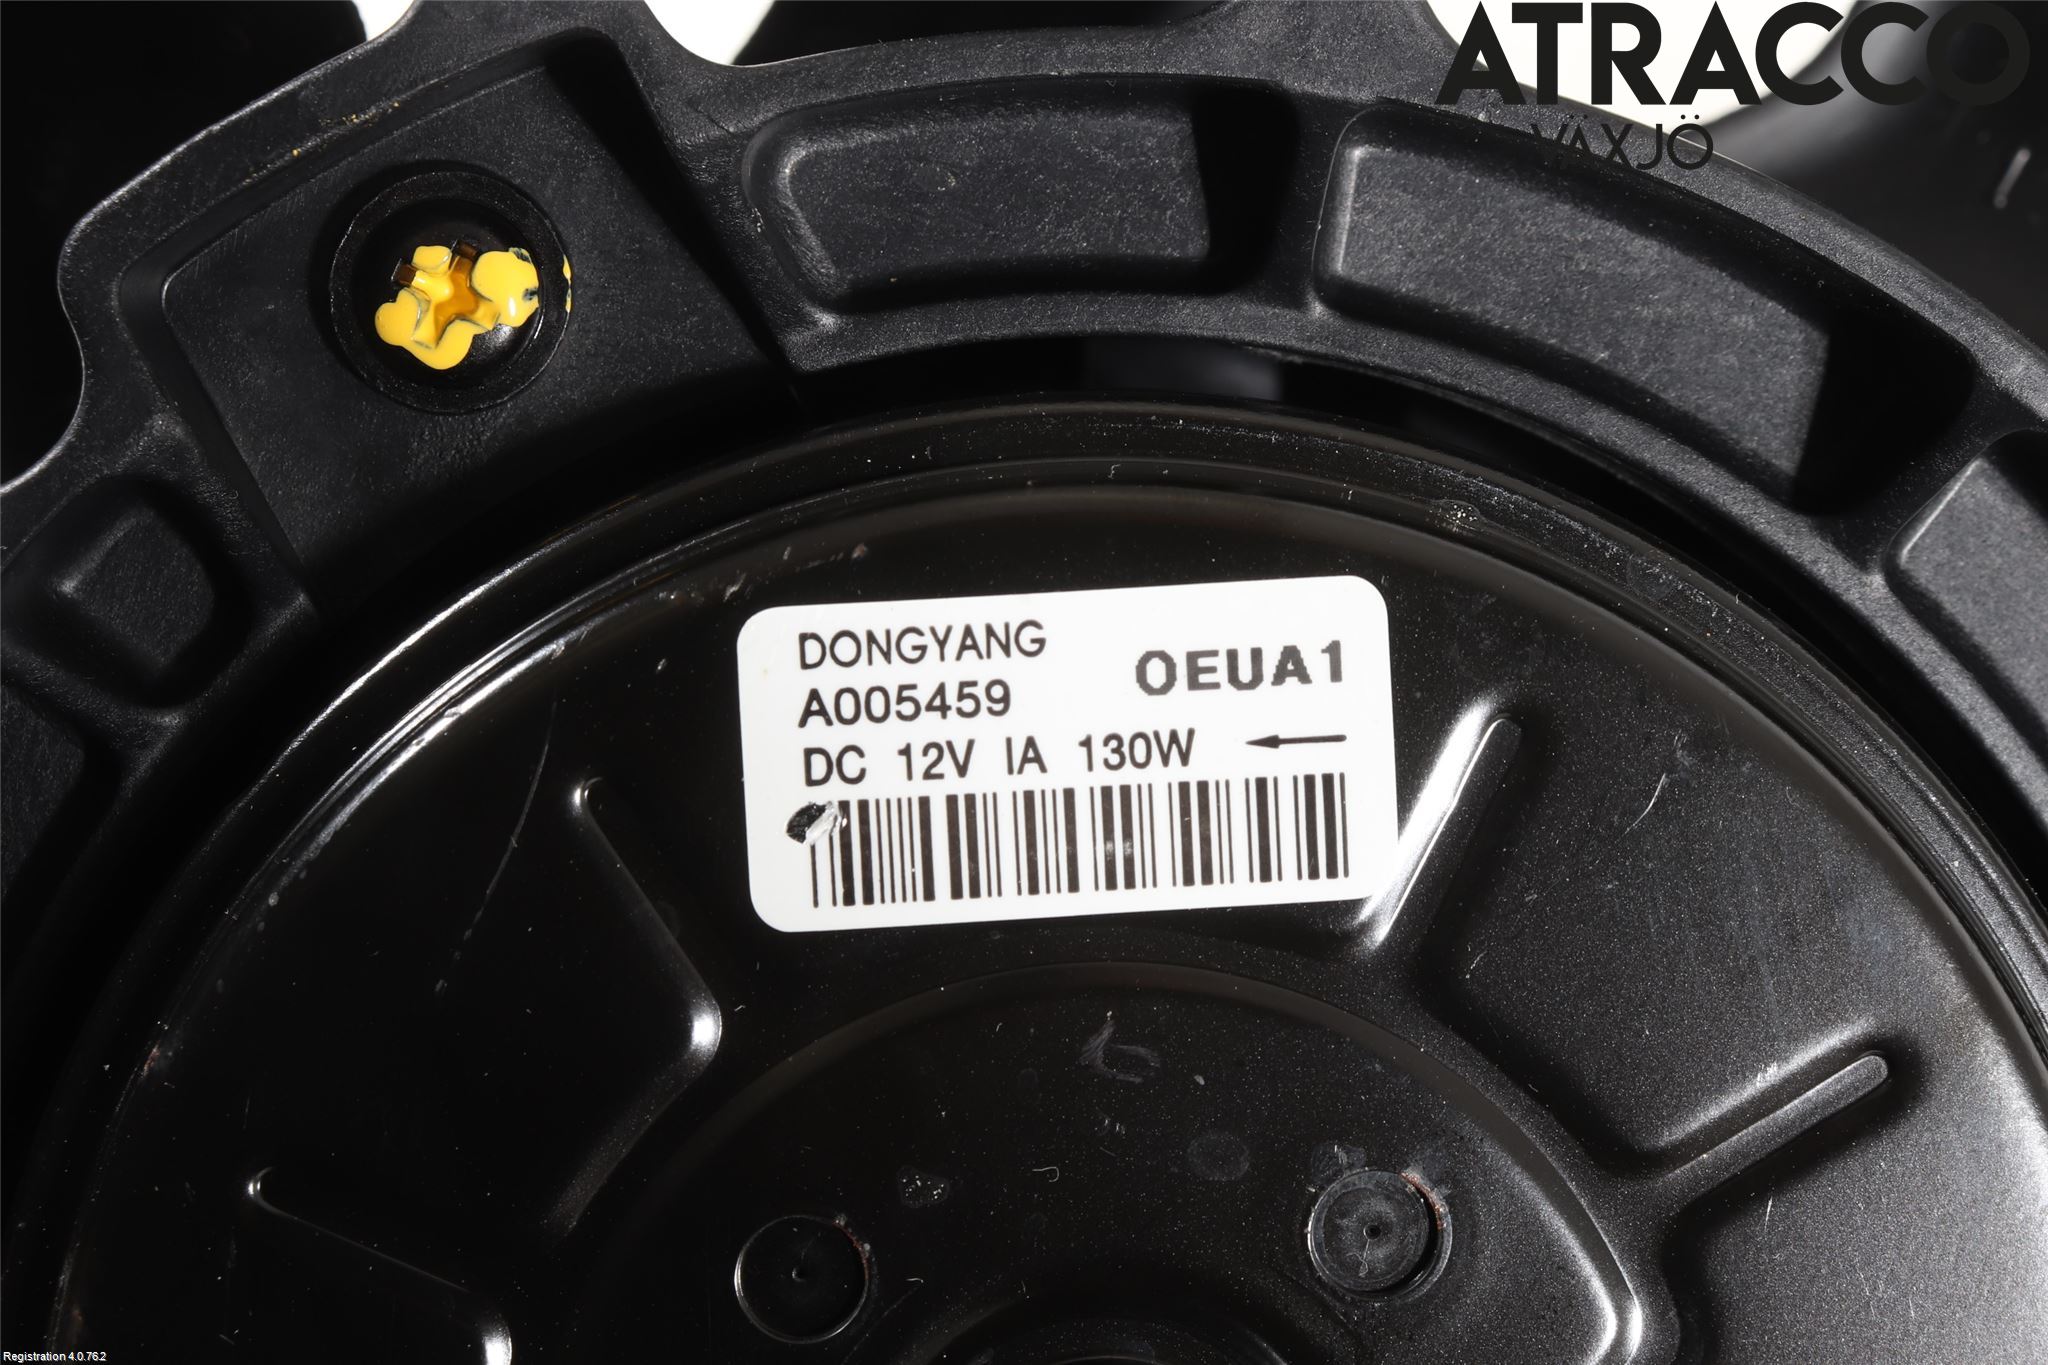 ATRACCO
VÄXJÖ
DONGYANG
A005459
OEUA1
DC 12V IA 130W
Registration 4.0.76.2